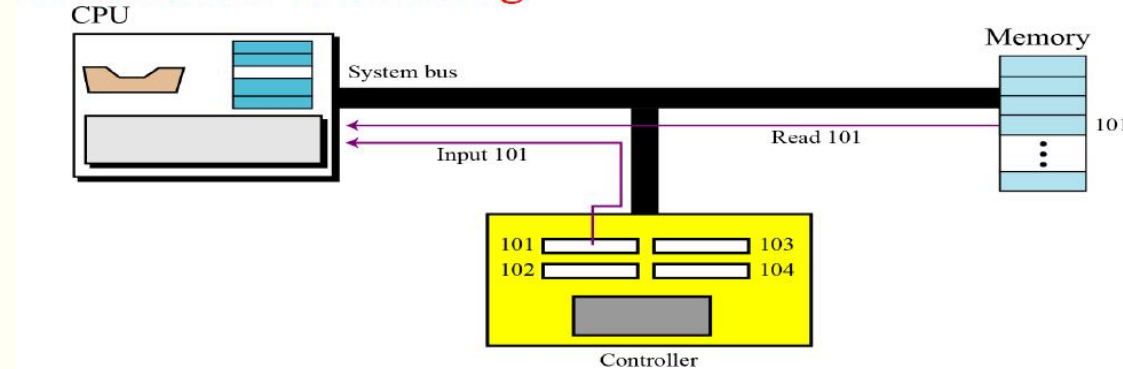 CPU
Memory
System bus
101
Read 101
Input 101
101 103
102 104
Controller